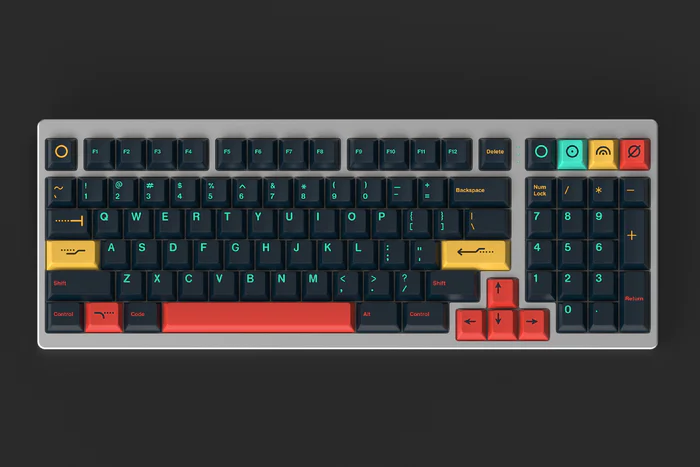 F1 F2 F3 F4 F5 F6 F7 F8 F9 F10 F11 F12 Delete
~ ! @ # $ % ^ & * ( ) — + Backspace Num Lock / * −
` 1 2 3 4 5 6 7 8 9 0 - =
Q W E R T Y U I O P { } | 7 8 9
[ ] \ +
A S D F G H J K L : " 4 5 6
; '
Shift Z X C V B N M < > ? Shift ↑ 1 2 3
, . / Return
Control Code Alt Control ← ↓ → 0 .